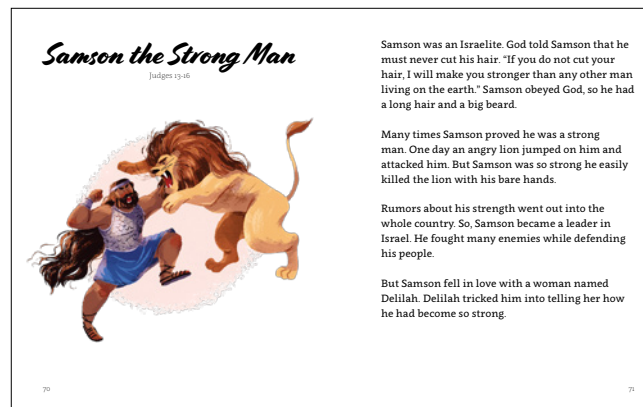 Samson the Strong Man
Judges 13-16
Samson was an Israelite. God told Samson that he
must never cut his hair. “If you do not cut your
hair, I will make you stronger than any other man
living on the earth.” Samson obeyed God, so he had
a long hair and a big beard.
Many times Samson proved he was a strong
man. One day an angry lion jumped on him and
attacked him. But Samson was so strong he easily
killed the lion with his bare hands.
Rumors about his strength went out into the
whole country. So, Samson became a leader in
Israel. He fought many enemies while defending
his people.
But Samson fell in love with a woman named
Delilah. Delilah tricked him into telling her how
he had become so strong.
70
71